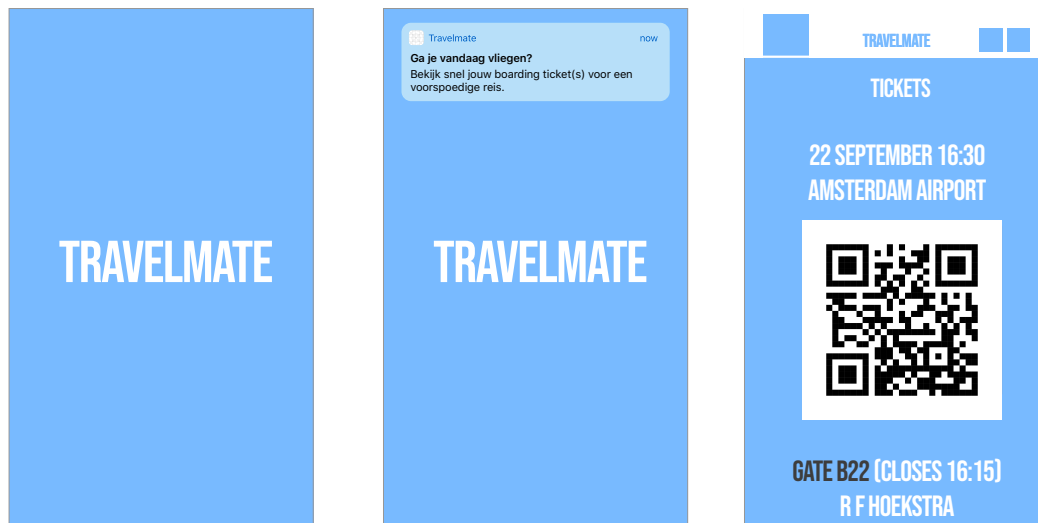 TRAVELMATE
Travelmate now
Ga je vandaag vliegen?
Bekijk snel jouw boarding ticket(s) voor een
voorspoedige reis.
TRAVELMATE
TRAVELMATE
TICKETS
22 SEPTEMBER 16:30
AMSTERDAM AIRPORT
GATE B22 (CLOSES 16:15)
R F HOEKSTRA